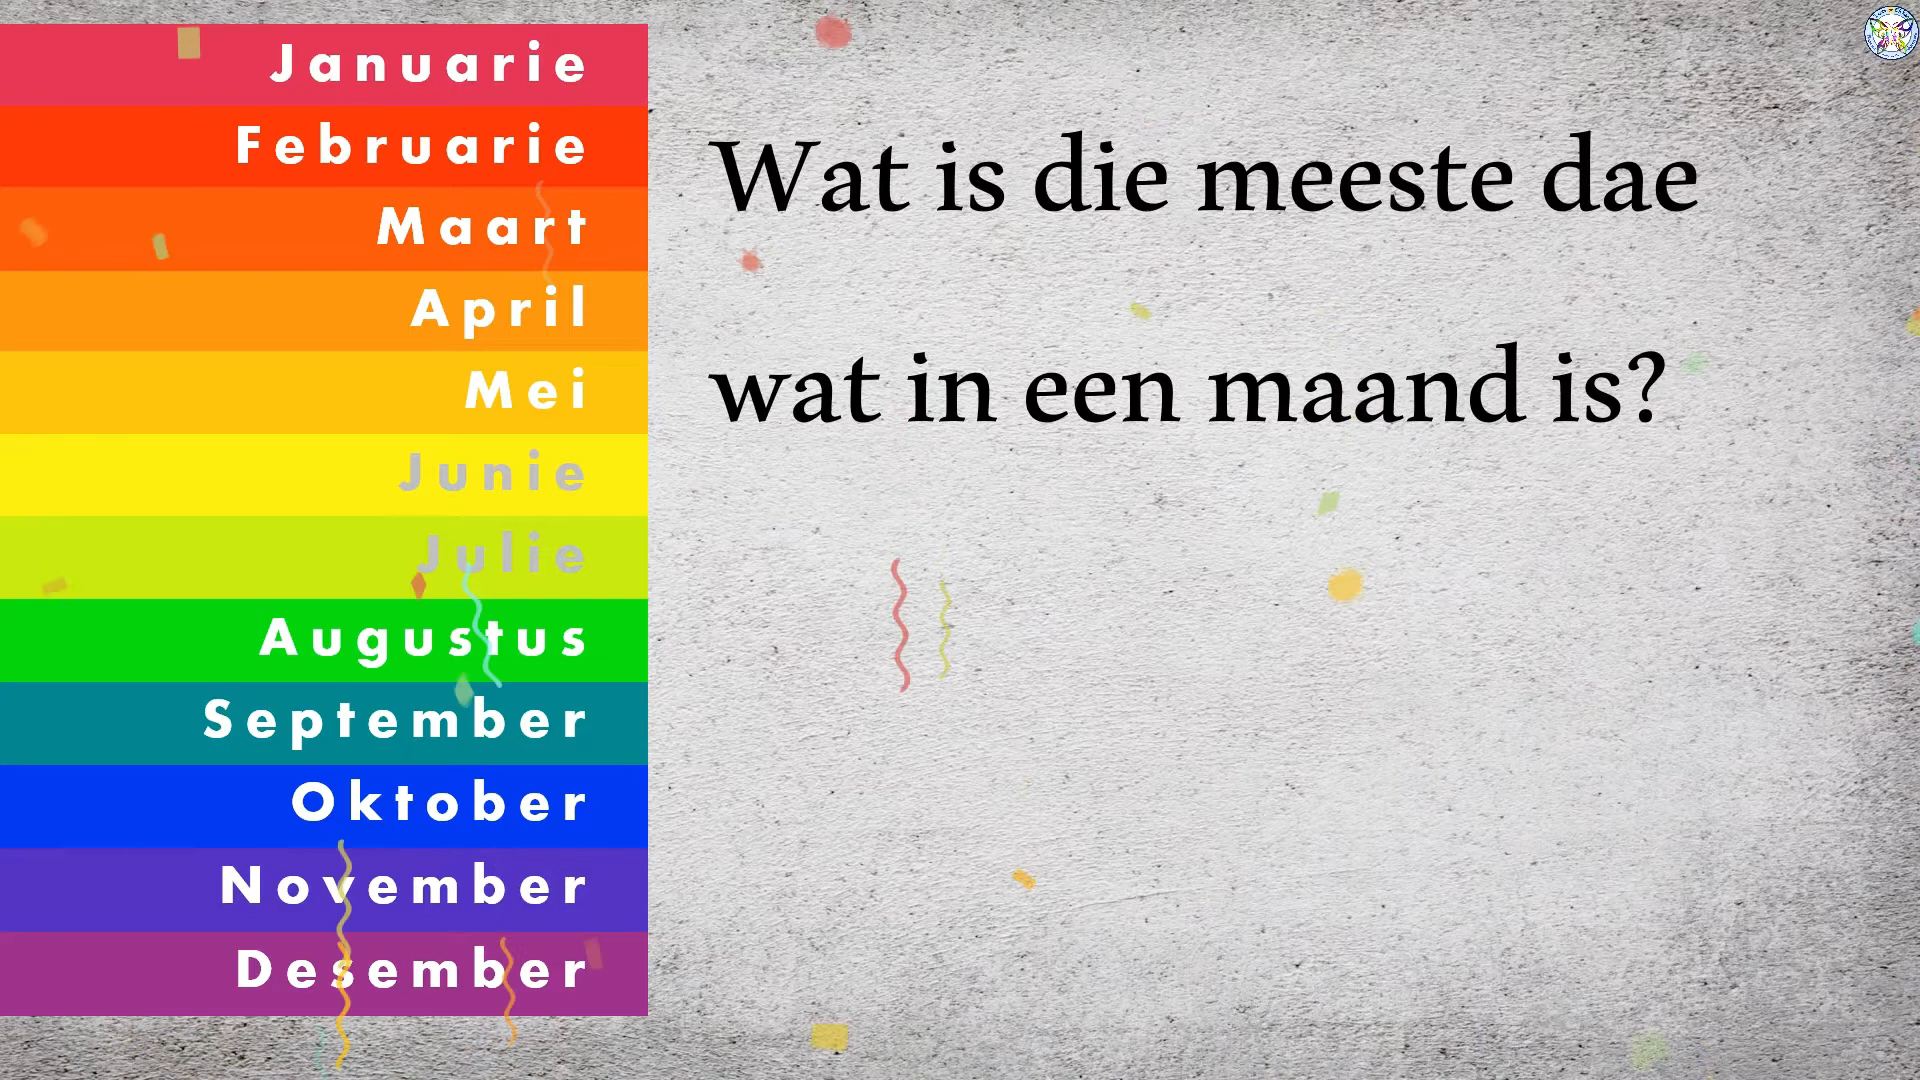 Januarie
Februarie
Maart
April
Mei
Junie
Julie
Augustus
September
Oktober
November
Desember
Wat is die meeste dae
wat in een maand is?